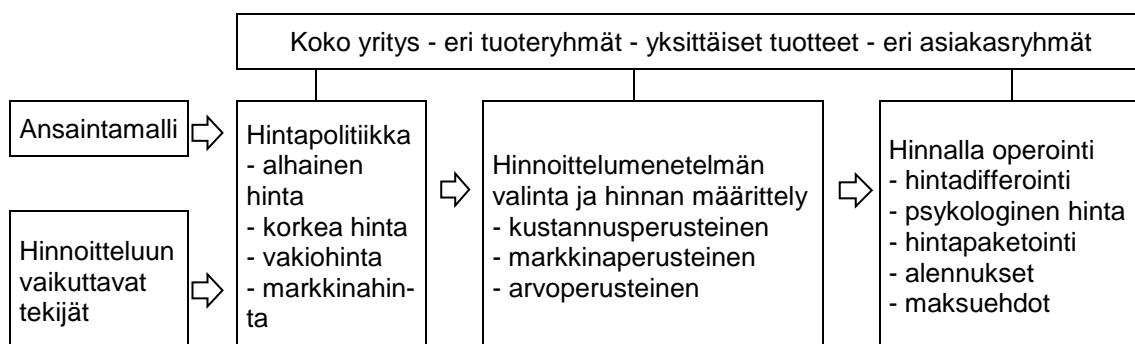 Koko yritys - eri tuoteryhmät - yksittäiset tuotteet - eri asiakasryhmät
Ansaintamalli
Hinnoitteluun
vaikuttavat
tekijät
Hintapolitiikka
- alhainen
hinta
- korkea hinta
- vakiohinta
- markkinahin-
ta
Hinnoittelumenetelmän
valinta ja hinnan määrittely
- kustannusperusteinen
- markkinaperusteinen
- arvoperusteinen
Hinnalla operointi
- hintadifferointi
- psykologinen hinta
- hintapaketointi
- alennukset
- maksuehdot